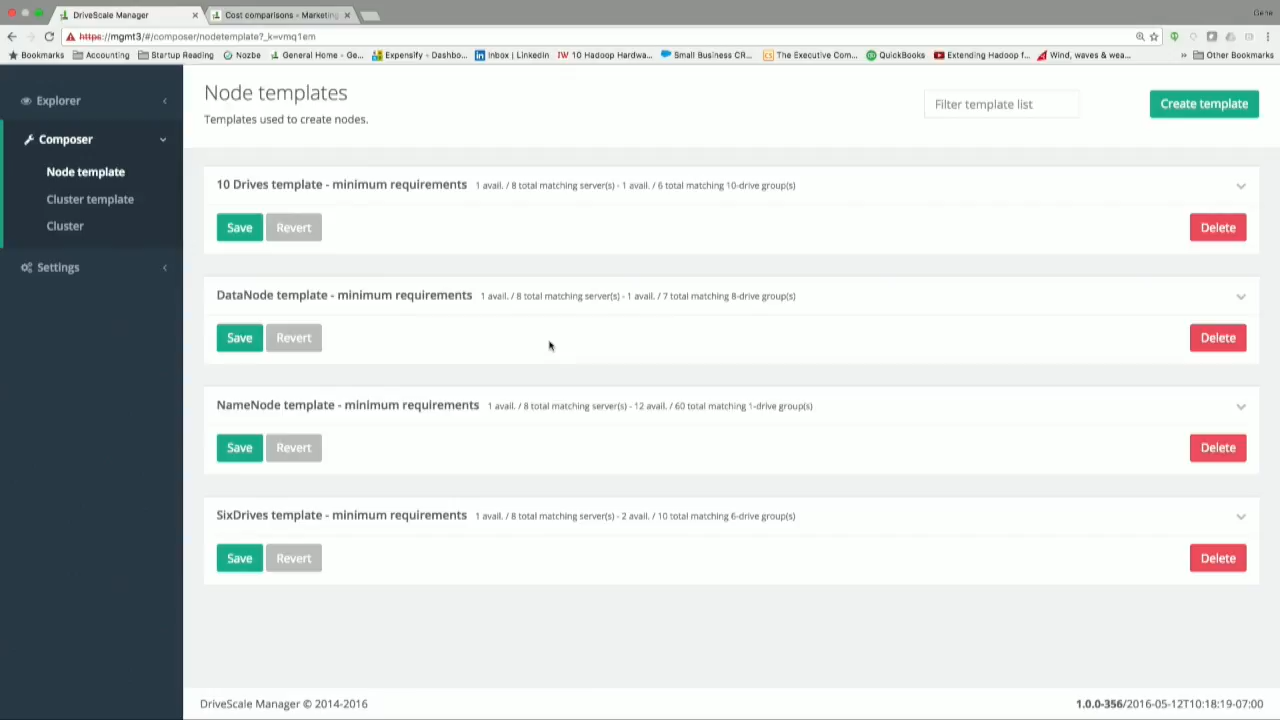 DriveScale Manager
Cost comparisons - Marketing
Gene
https://mgmt3/#/composer/nodetemplate?_k=vmq1em
Bookmarks Accounting Startup Reading Nozbe General Home - Ge... Expensify - Dashbo... Inbox | LinkedIn 10 Hadoop Hardwa... Small Business CR... The Executive Com... QuickBooks Extending Hadoop f... Wind, waves & wea... » Other Bookmarks
Explorer
Composer
Node template
Cluster template
Cluster
Settings
Node templates
Templates used to create nodes.
Filter template list
Create template
10 Drives template - minimum requirements 1 avail. / 8 total matching server(s) - 1 avail. / 6 total matching 10-drive group(s)
Save Revert Delete
DataNode template - minimum requirements 1 avail. / 8 total matching server(s) - 1 avail. / 7 total matching 8-drive group(s)
Save Revert Delete
NameNode template - minimum requirements 1 avail. / 8 total matching server(s) - 12 avail. / 60 total matching 1-drive group(s)
Save Revert Delete
SixDrives template - minimum requirements 1 avail. / 8 total matching server(s) - 2 avail. / 10 total matching 6-drive group(s)
Save Revert Delete
DriveScale Manager © 2014-2016
1.0.0-356/2016-05-12T10:18:19-07:00